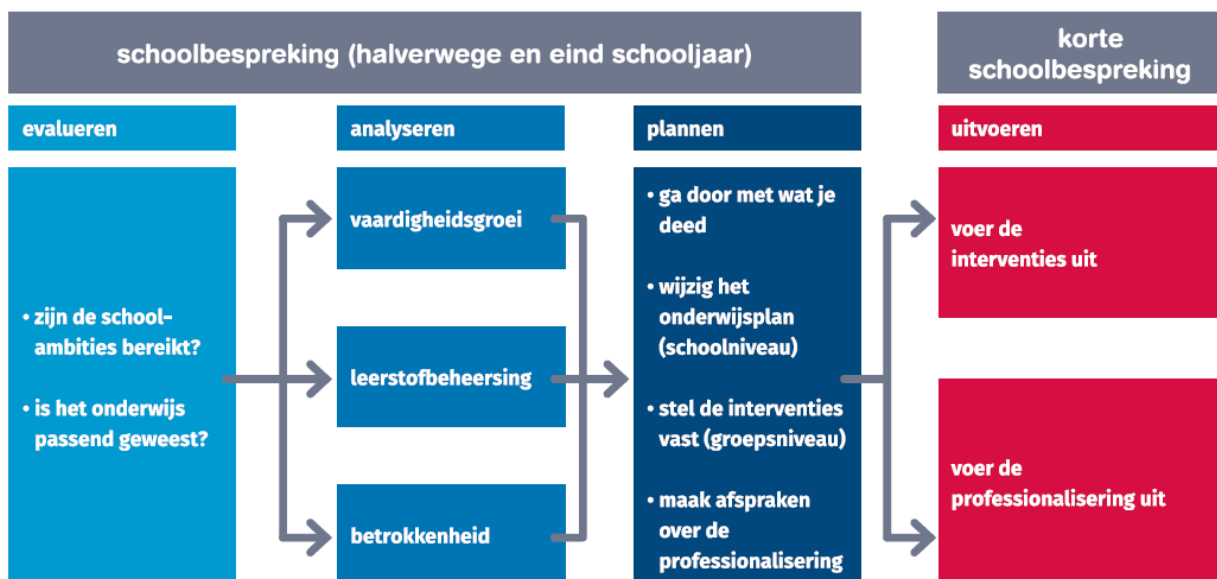 schoolbespreking (halverwege en eind schooljaar)
korte
schoolbespreking
evalueren
• zijn de school-
ambities bereikt?
• is het onderwijs
passend geweest?
analyseren
vaardigheidsgroei
leerstofbeheersing
betrokkenheid
plannen
• ga door met wat je
deed
• wijzig het
onderwijsplan
(schoolniveau)
• stel de interventies
vast (groepsniveau)
• maak afspraken
over de
professionalisering
uitvoeren
voer de
interventies uit
voer de
professionalisering uit